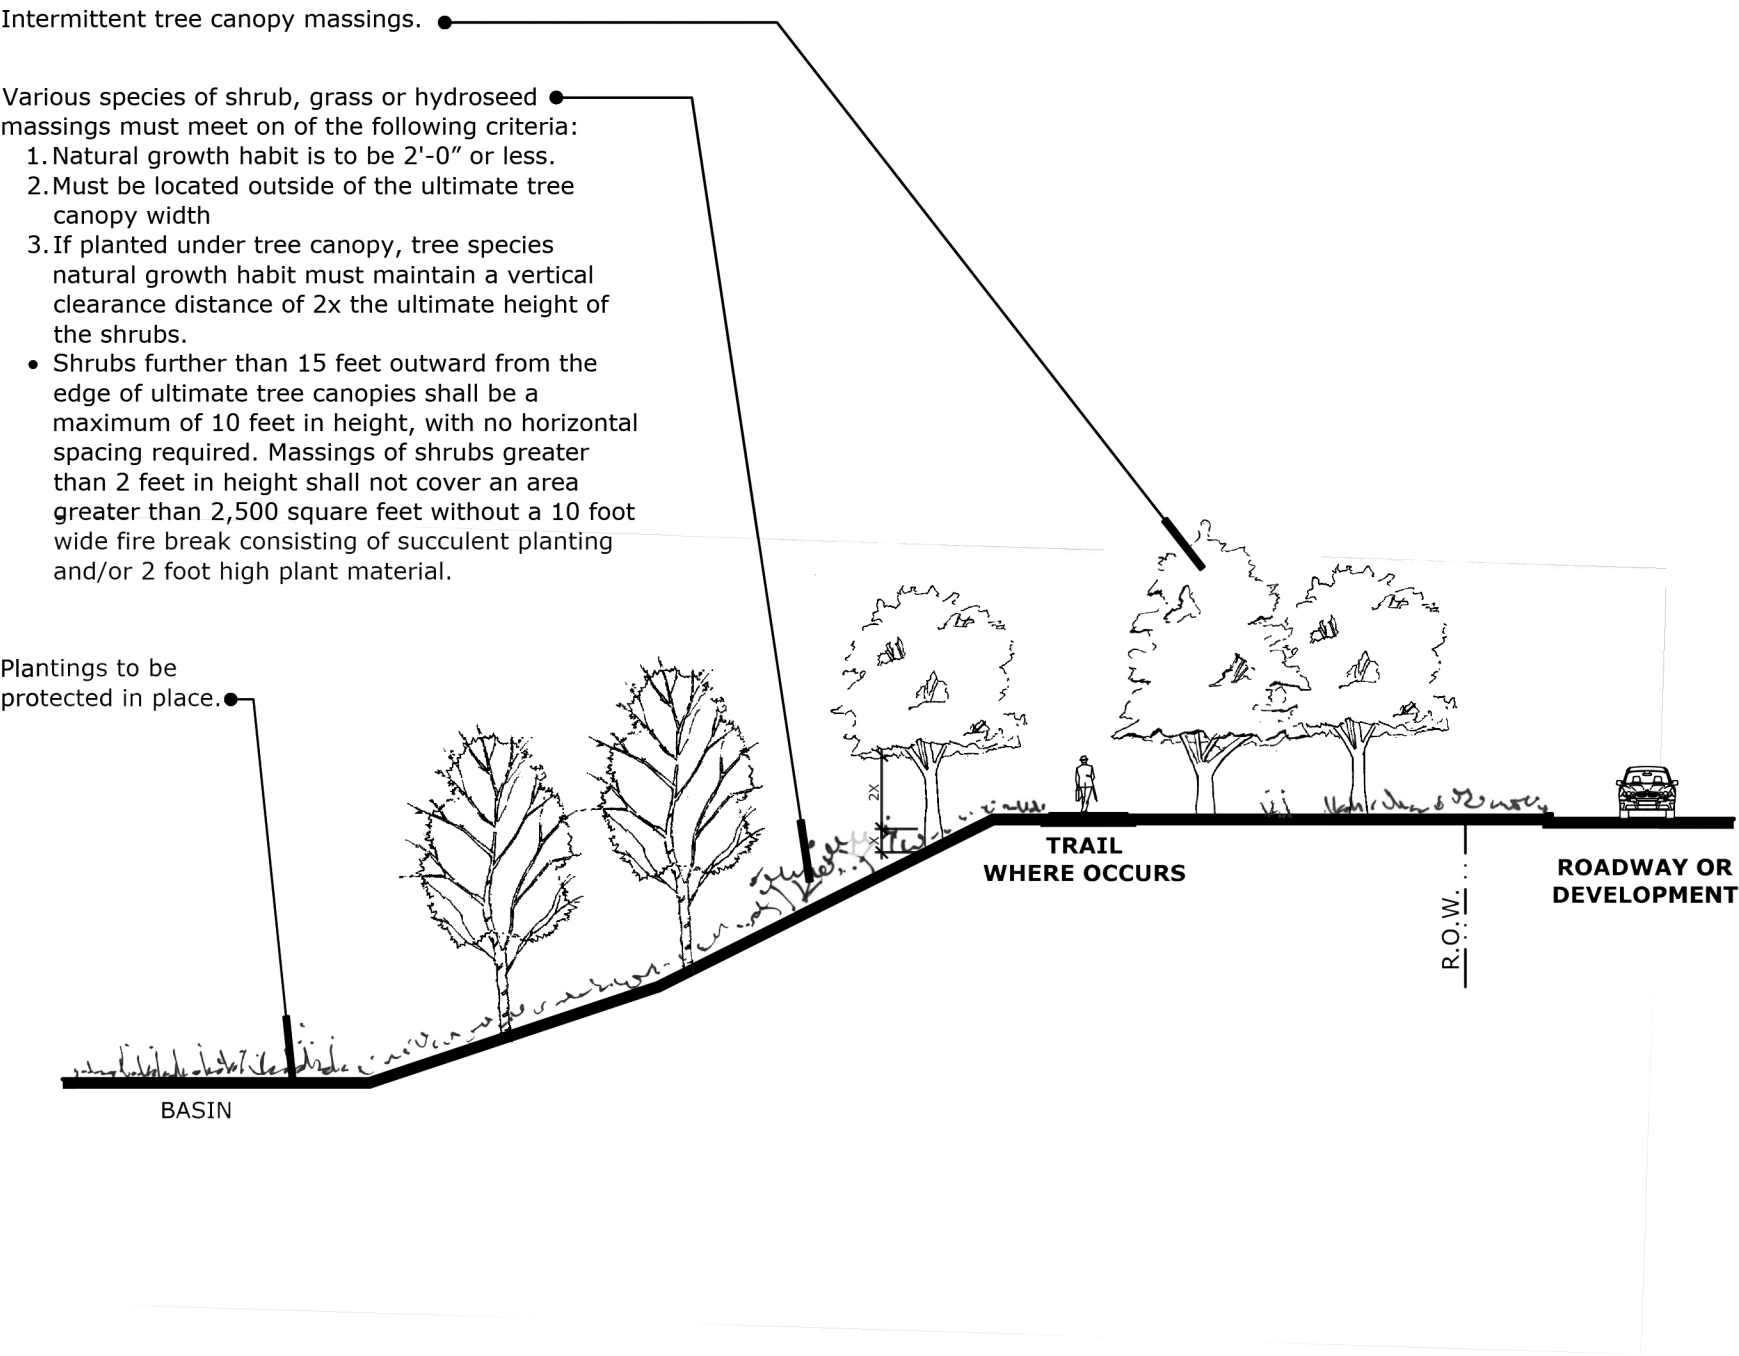 Intermittent tree canopy massings.
Various species of shrub, grass or hydroseed
massings must meet on of the following criteria:
1. Natural growth habit is to be 2'-0” or less.
2. Must be located outside of the ultimate tree
canopy width
3. If planted under tree canopy, tree species
natural growth habit must maintain a vertical
clearance distance of 2x the ultimate height of
the shrubs.
• Shrubs further than 15 feet outward from the
edge of ultimate tree canopies shall be a
maximum of 10 feet in height, with no horizontal
spacing required. Massings of shrubs greater
than 2 feet in height shall not cover an area
greater than 2,500 square feet without a 10 foot
wide fire break consisting of succulent planting
and/or 2 foot high plant material.
Plantings to be
protected in place.
2X
X
TRAIL
WHERE OCCURS
ROADWAY OR
DEVELOPMENT
R.O.W.
BASIN